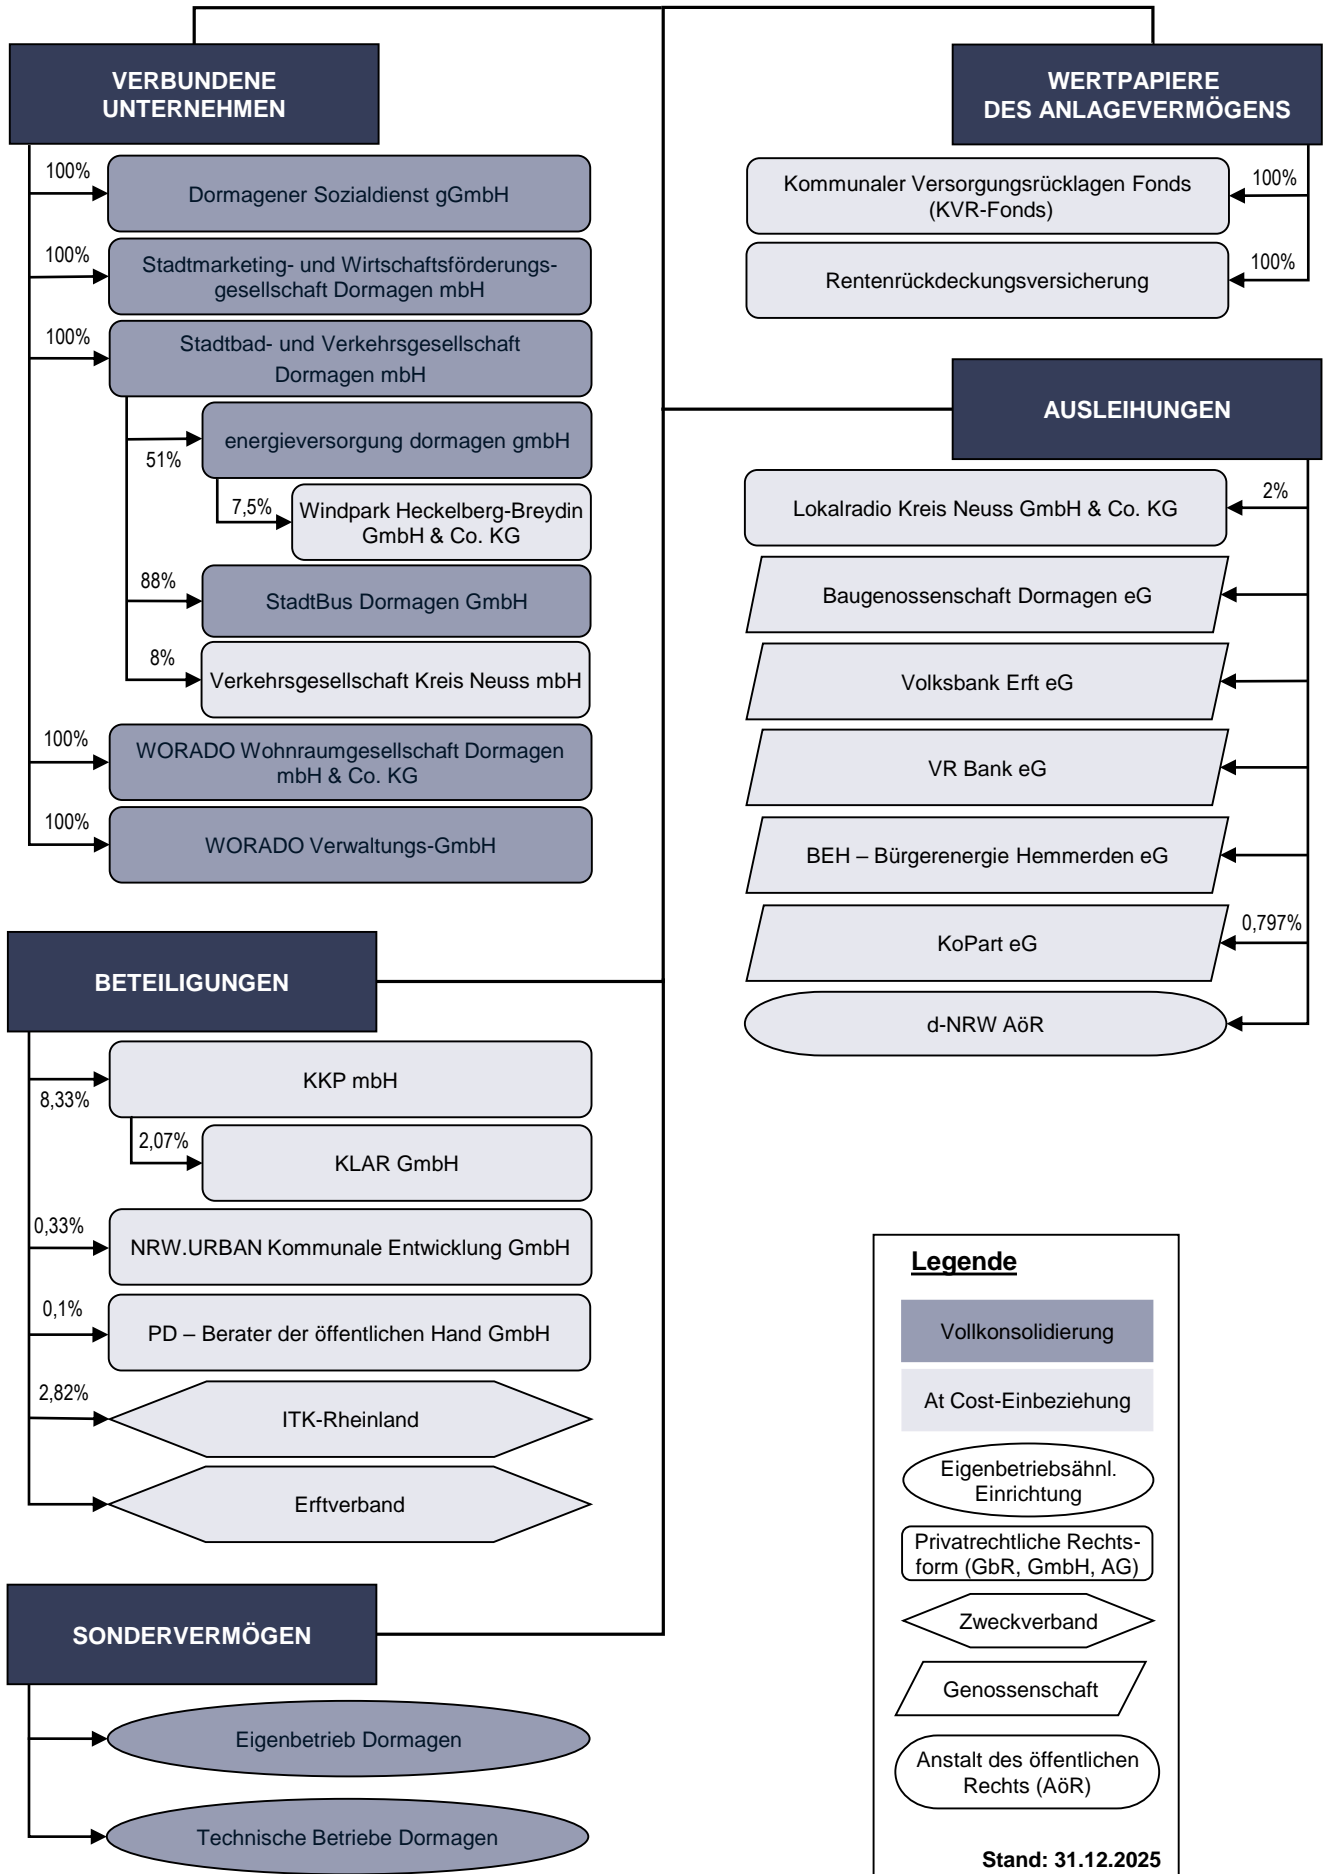 VERBUNDENE
UNTERNEHMEN
100%
Dormagener Sozialdienst gGmbH
100%
Stadtmarketing- und Wirtschaftsförderungs-
gesellschaft Dormagen mbH
100%
Stadtbad- und Verkehrsgesellschaft
Dormagen mbH
51%
energieversorgung dormagen gmbH
7,5%
Windpark Heckelberg-Breydin
GmbH & Co. KG
88%
StadtBus Dormagen GmbH
8%
Verkehrsgesellschaft Kreis Neuss mbH
100%
WORADO Wohnraumgesellschaft Dormagen
mbH & Co. KG
100%
WORADO Verwaltungs-GmbH
BETEILIGUNGEN
8,33%
KKP mbH
2,07%
KLAR GmbH
0,33%
NRW.URBAN Kommunale Entwicklung GmbH
0,1%
PD – Berater der öffentlichen Hand GmbH
2,82%
ITK-Rheinland
Erftverband
SONDERVERMÖGEN
Eigenbetrieb Dormagen
Technische Betriebe Dormagen
WERTPAPIERE
DES ANLAGEVERMÖGENS
Kommunaler Versorgungsrücklagen Fonds
(KVR-Fonds)
100%
Rentenrückdeckungsversicherung
100%
AUSLEIHUNGEN
Lokalradio Kreis Neuss GmbH & Co. KG
2%
Baugenossenschaft Dormagen eG
Volksbank Erft eG
VR Bank eG
BEH – Bürgerenergie Hemmerden eG
KoPart eG
0,797%
d-NRW AöR
Legende
Vollkonsolidierung
At Cost-Einbeziehung
Eigenbetriebsähnl.
Einrichtung
Privatrechtliche Rechts-
form (GbR, GmbH, AG)
Zweckverband
Genossenschaft
Anstalt des öffentlichen
Rechts (AöR)
Stand: 31.12.2025